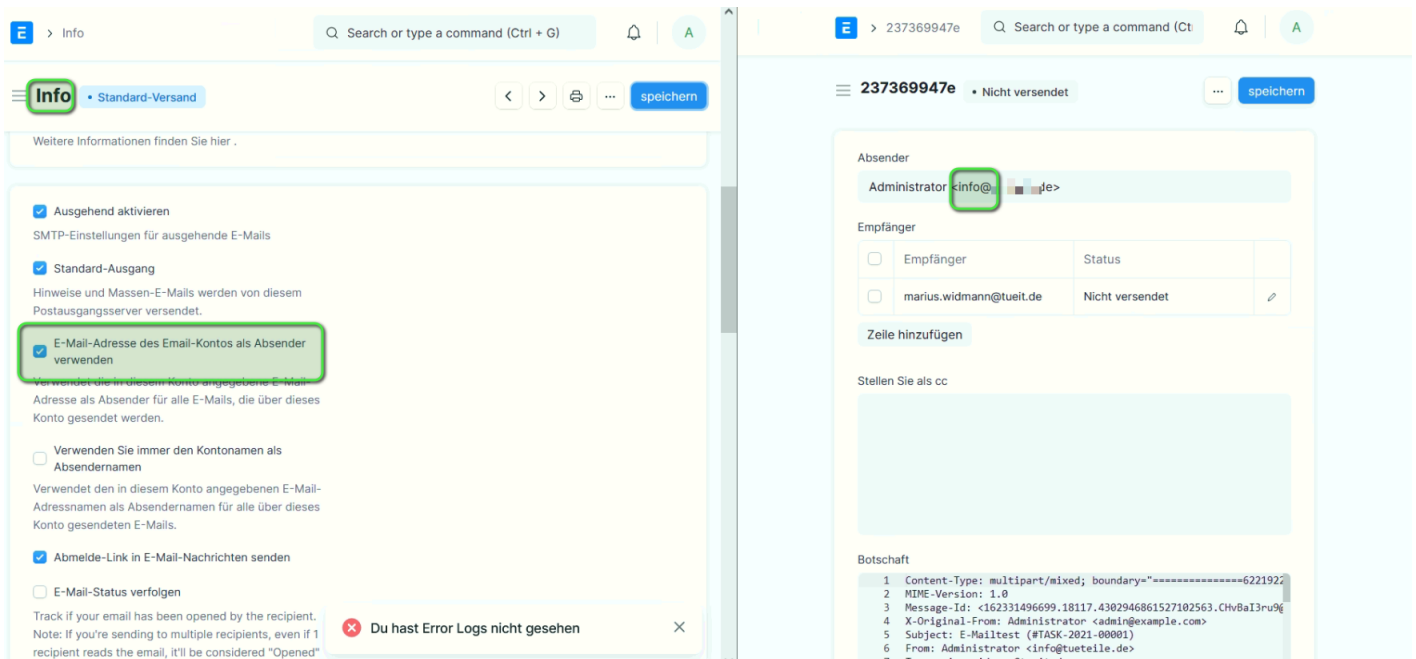 E > Info
Search or type a command (Ctrl + G)
A
Info
• Standard-Versand
speichern
Weitere Informationen finden Sie hier .
Ausgehend aktivieren
SMTP-Einstellungen für ausgehende E-Mails
Standard-Ausgang
Hinweise und Massen-E-Mails werden von diesem
Postausgangsserver versendet.
E-Mail-Adresse des Email-Kontos als Absender
verwenden
Verwendet die in diesem Konto angegebene E-Mail-
Adresse als Absender für alle E-Mails, die über dieses
Konto gesendet werden.
Verwenden Sie immer den Kontonamen als
Absendernamen
Verwendet den in diesem Konto angegebenen E-Mail-
Adressnamen als Absendernamen für alle über dieses
Konto gesendeten E-Mails.
Abmelde-Link in E-Mail-Nachrichten senden
E-Mail-Status verfolgen
Track if your email has been opened by the recipient.
Note: If you're sending to multiple recipients, even if 1
recipient reads the email, it'll be considered "Opened"
Du hast Error Logs nicht gesehen
E > 237369947e
Search or type a command (Ct
A
237369947e
• Nicht versendet
...
speichern
Absender
Administrator <info@ de>
Empfänger
Empfänger Status
marius.widmann@tueit.de Nicht versendet
Zeile hinzufügen
Stellen Sie als cc
Botschaft
1 Content-Type: multipart/mixed; boundary="===============6221922
2 MIME-Version: 1.0
3 Message-Id: <162331496699.18117.4302946861527102563.CHvBaI3ru9@
4 X-Original-From: Administrator <admin@example.com>
5 Subject: E-Mailtest (#TASK-2021-00001)
6 From: Administrator <info@tueteile.de>